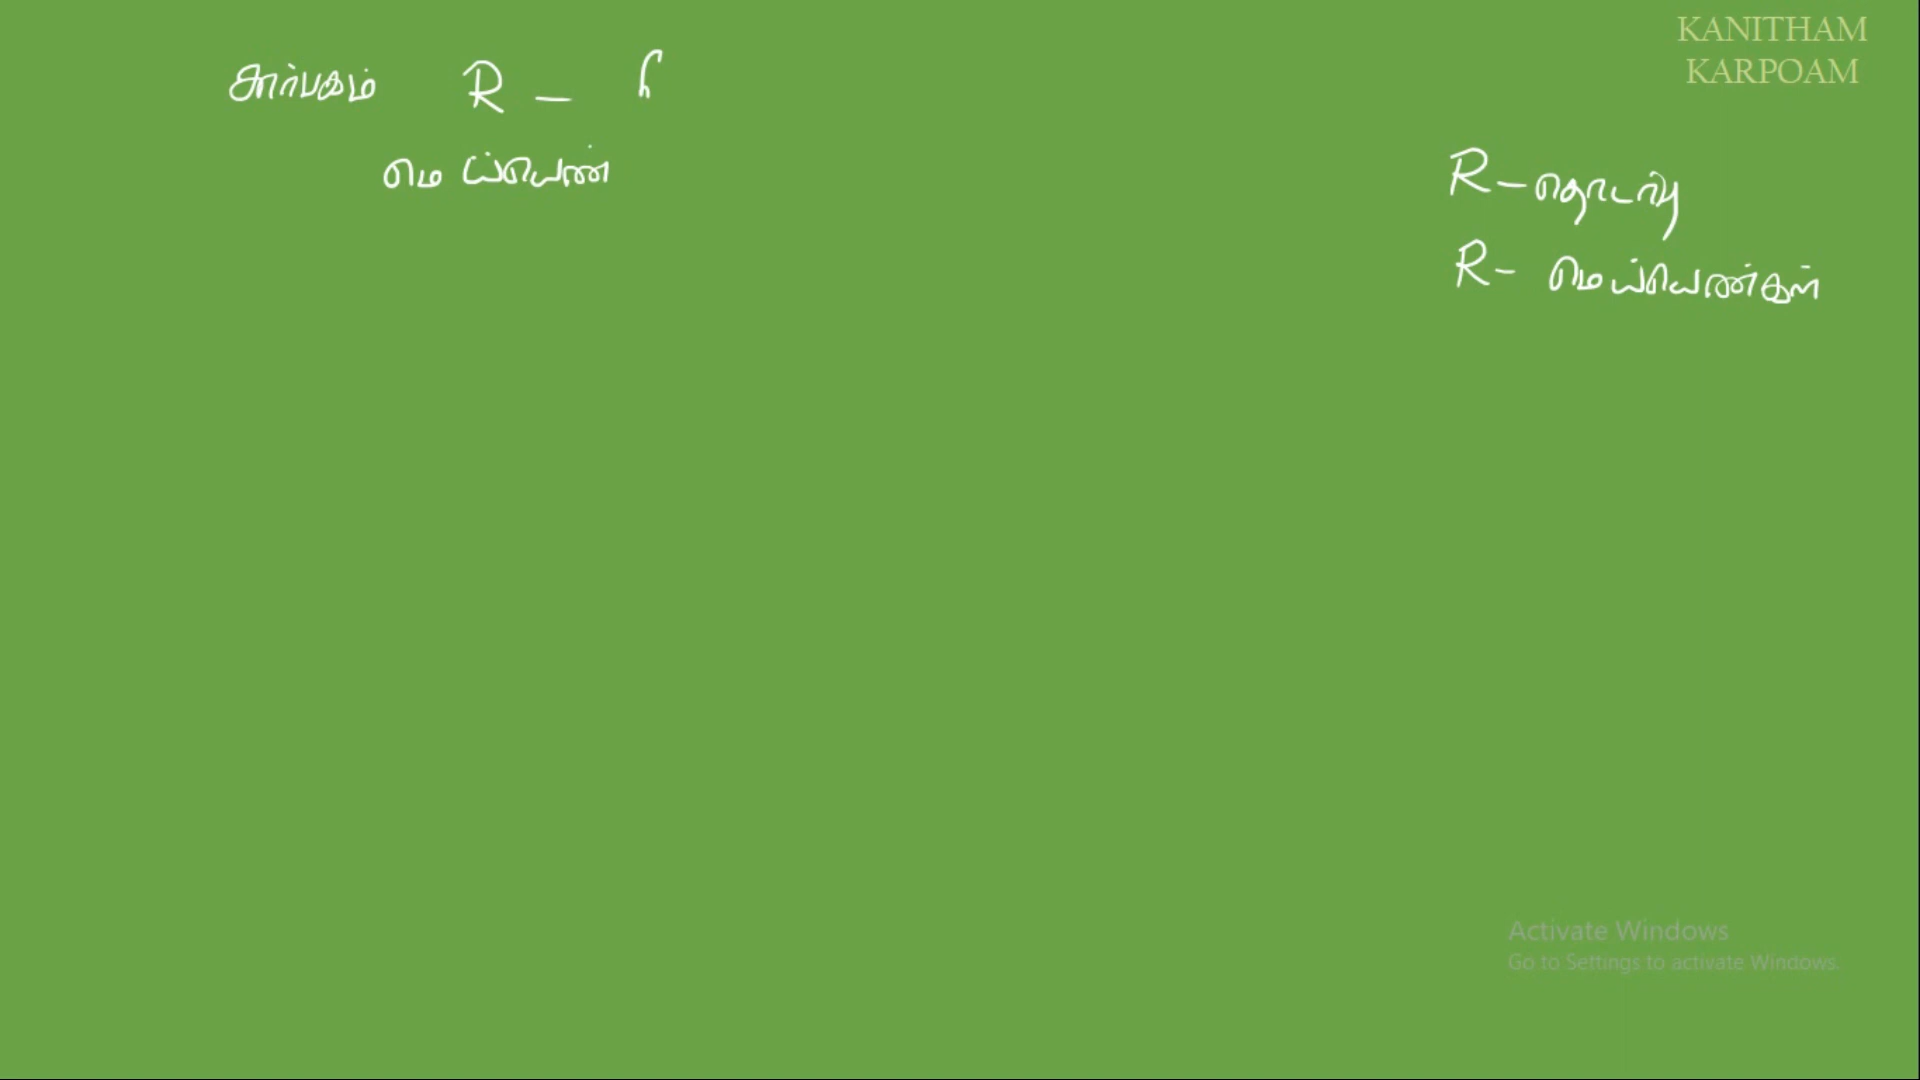 KANITHAM
KARPOAM
சார்பகம் R -
மெய்யெண்
R - தொடர்பு
R - மெய்யெண்கள்
Activate Windows
Go to Settings to activate Windows.